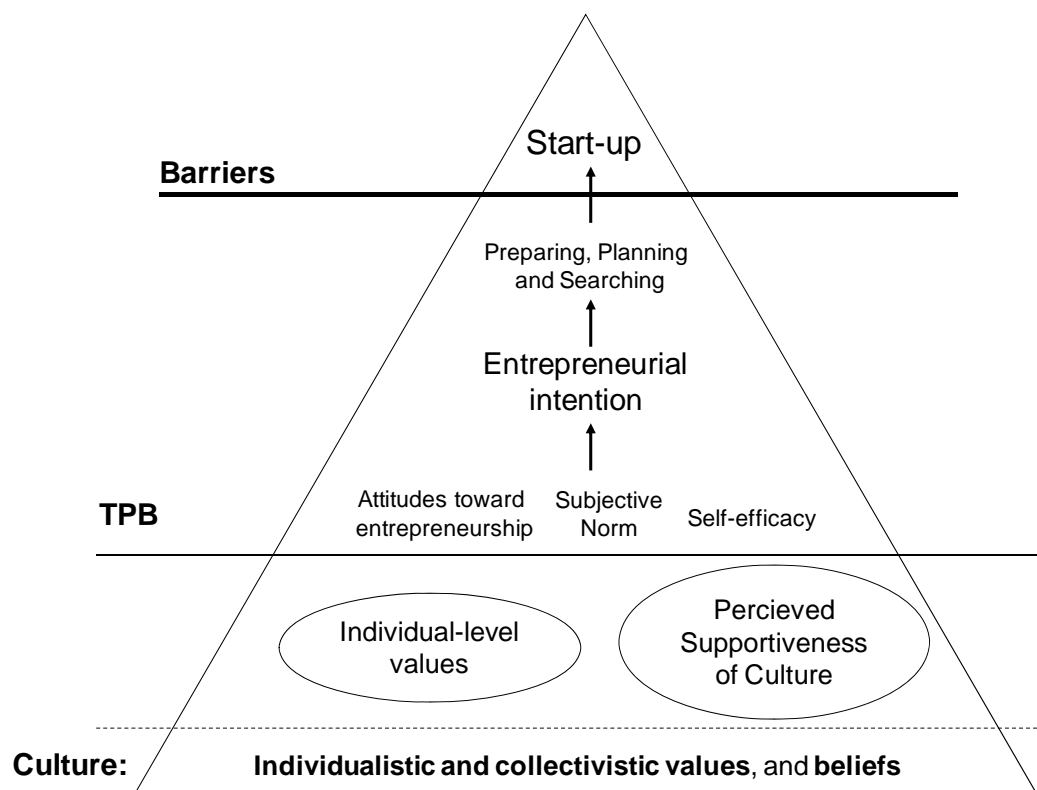 Start-up
Barriers
Preparing, Planning
and Searching
Entrepreneurial
intention
TPB
Attitudes toward
entrepreneurship
Subjective
Norm
Self-efficacy
Individual-level
values
Percieved
Supportiveness
of Culture
Culture: Individualistic and collectivistic values, and beliefs